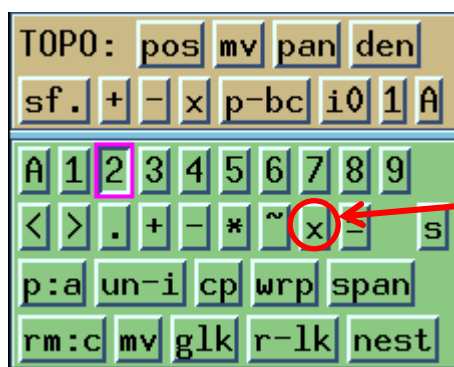 TOPO: pos mv pan den
sf. + - x p-bc i0 1 A
A 1 2 3 4 5 6 7 8 9
< > . + - * ~ x = s
p:a un-i cp wrp span
rm:c mv glk r-lk nest